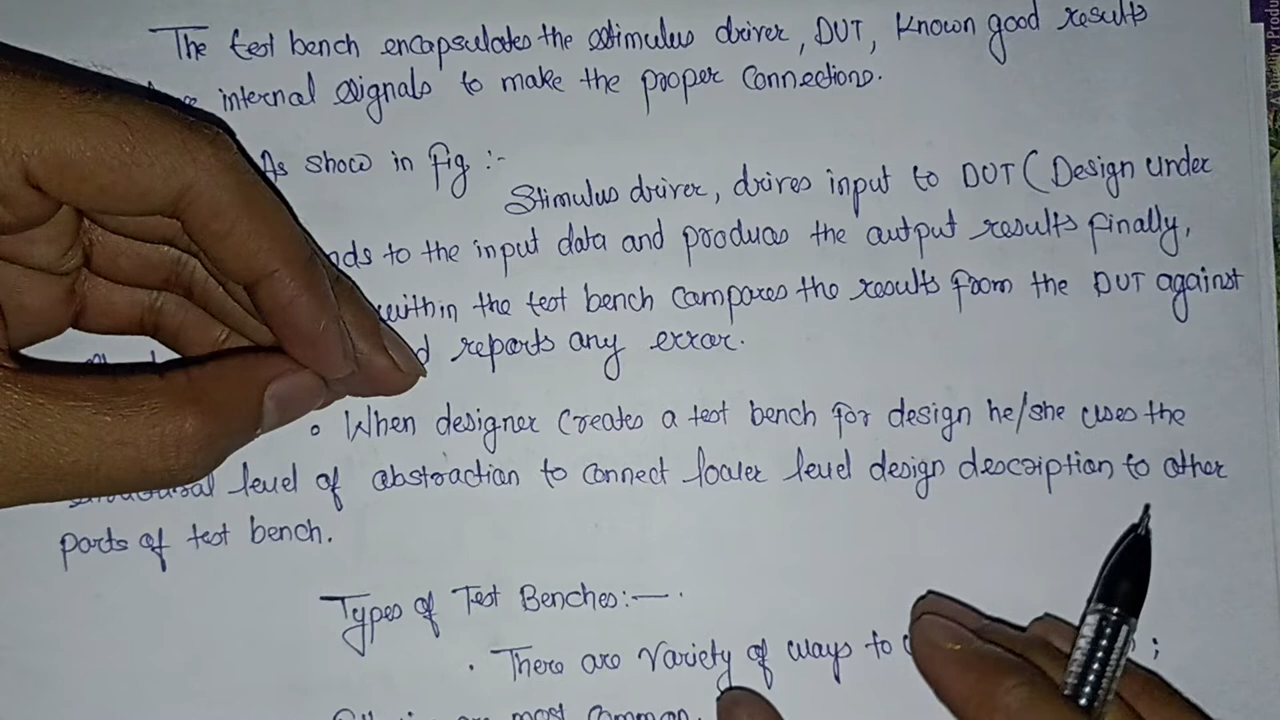 The test bench encapsulates the stimulus driver, DUT, Known good results
internal signals to make the proper connections.
As show in fig :-
Stimulus driver, drives input to DUT (Design Under
to the input data and produces the output results finally,
within the test bench compares the results from the DUT against
reports any error.
• When designer creates a test bench for design he/she uses the
level of abstraction to connect lower level design description to other
parts of test bench.
Types of Test Benches:—.
• There are variety of ways to ;
are most common.